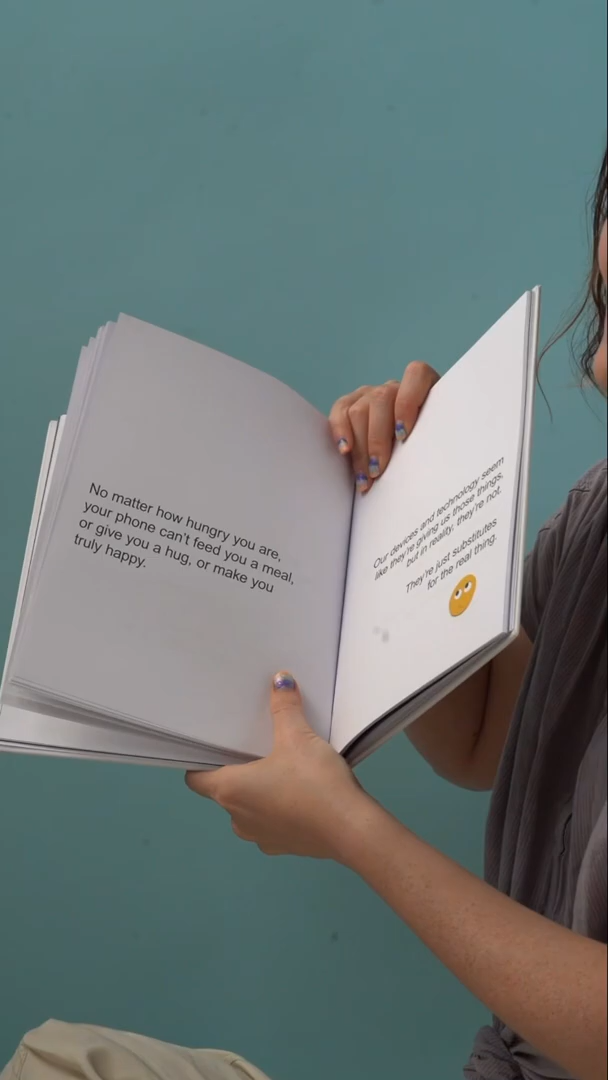 No matter how hungry you are,
your phone can't feed you a meal,
or give you a hug, or make you
truly happy.
Our devices and technology seem
like they're giving us those things,
but in reality, they're not.
They're just substitutes
for the real thing.